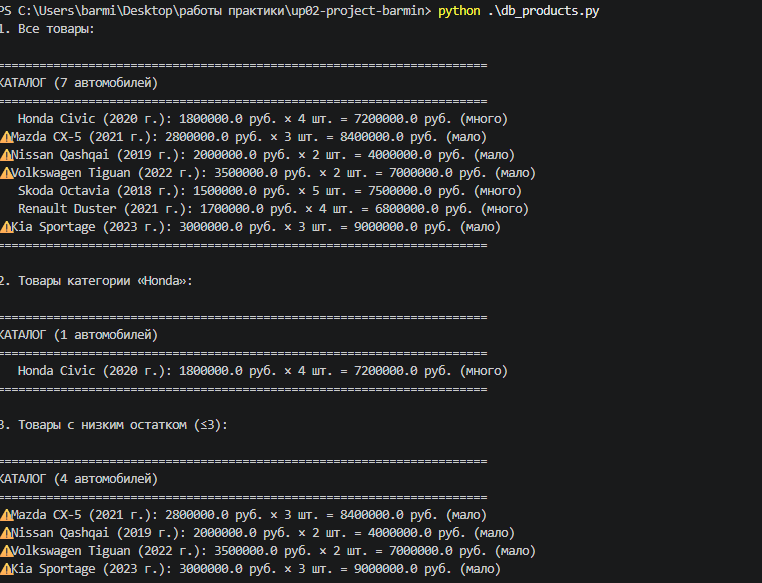 PS C:\Users\barmi\Desktop\работы практики\up02-project-barmin> python .\db_products.py
1. Все товары:
======================================================================
КАТАЛОГ (7 автомобилей)
======================================================================
Honda Civic (2020 г.): 1800000.0 руб. × 4 шт. = 7200000.0 руб. (много)
⚠Mazda CX-5 (2021 г.): 2800000.0 руб. × 3 шт. = 8400000.0 руб. (мало)
⚠Nissan Qashqai (2019 г.): 2000000.0 руб. × 2 шт. = 4000000.0 руб. (мало)
⚠Volkswagen Tiguan (2022 г.): 3500000.0 руб. × 2 шт. = 7000000.0 руб. (мало)
Skoda Octavia (2018 г.): 1500000.0 руб. × 5 шт. = 7500000.0 руб. (много)
Renault Duster (2021 г.): 1700000.0 руб. × 4 шт. = 6800000.0 руб. (много)
⚠Kia Sportage (2023 г.): 3000000.0 руб. × 3 шт. = 9000000.0 руб. (мало)
======================================================================
2. Товары категории «Honda»:
======================================================================
КАТАЛОГ (1 автомобилей)
======================================================================
Honda Civic (2020 г.): 1800000.0 руб. × 4 шт. = 7200000.0 руб. (много)
======================================================================
3. Товары с низким остатком (≤3):
======================================================================
КАТАЛОГ (4 автомобилей)
======================================================================
⚠Mazda CX-5 (2021 г.): 2800000.0 руб. × 3 шт. = 8400000.0 руб. (мало)
⚠Nissan Qashqai (2019 г.): 2000000.0 руб. × 2 шт. = 4000000.0 руб. (мало)
⚠Volkswagen Tiguan (2022 г.): 3500000.0 руб. × 2 шт. = 7000000.0 руб. (мало)
⚠Kia Sportage (2023 г.): 3000000.0 руб. × 3 шт. = 9000000.0 руб. (мало)